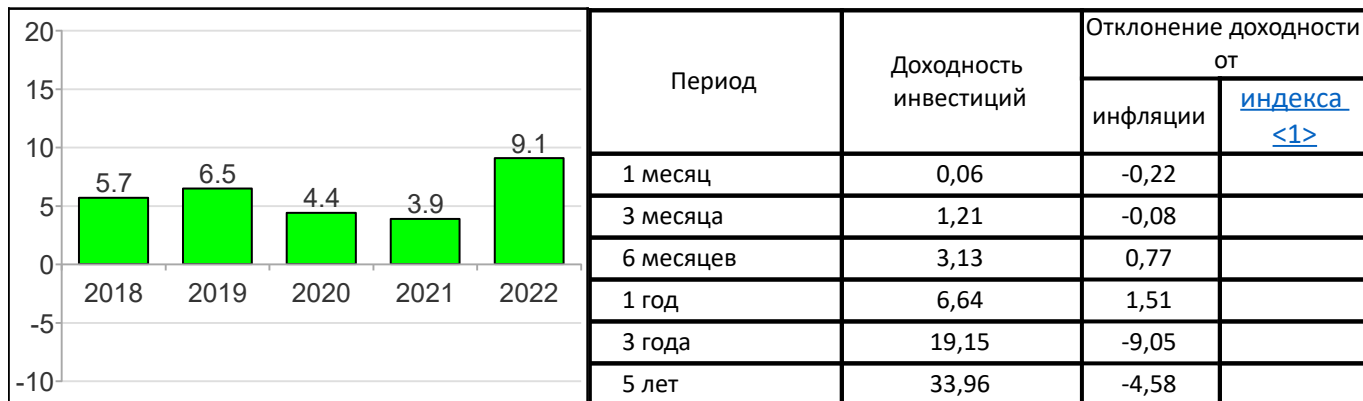 20
15
10
5
0
-5
-10
5.7
6.5
4.4
3.9
9.1
2018
2019
2020
2021
2022
Период
Доходность
инвестиций
Отклонение доходности
от
инфляции
индекса
<1>
1 месяц 0,06 -0,22
3 месяца 1,21 -0,08
6 месяцев 3,13 0,77
1 год 6,64 1,51
3 года 19,15 -9,05
5 лет 33,96 -4,58